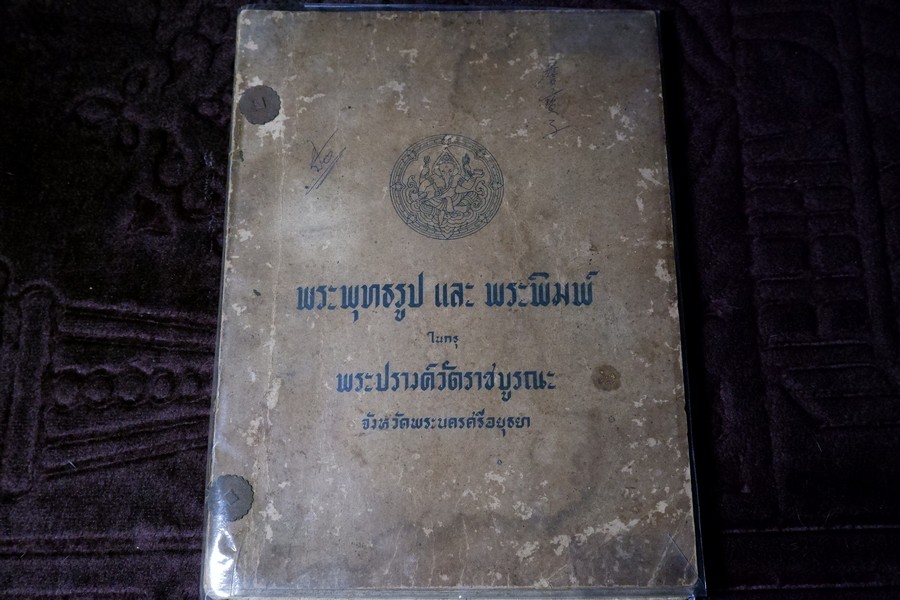 พระพุทธรูป และ พระพิมพ์
ในกรุ
พระปรางค์วัดราชบูรณะ
จังหวัดพระนครศรีอยุธยา